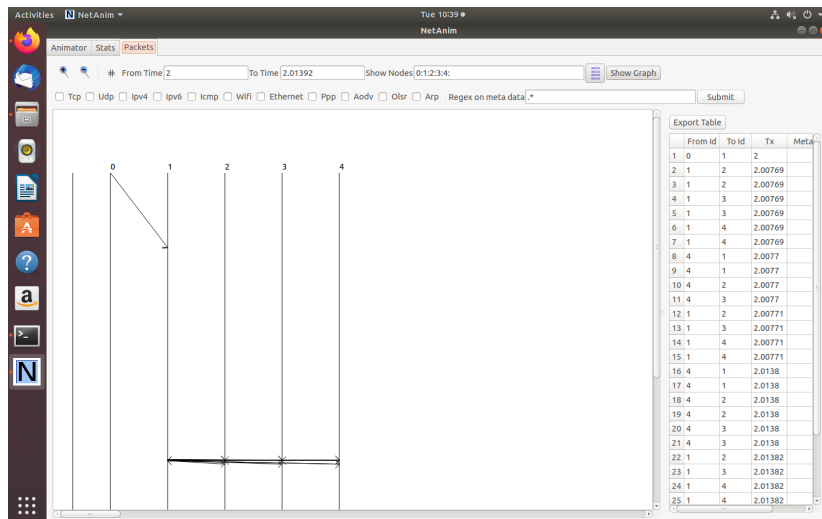 Activities NetAnim Tue 10:39
NetAnim
Animator Stats Packets
# From Time 2 To Time 2.01392 Show Nodes 0:1:2:3:4: Show Graph
Tcp Udp Ipv4 Ipv6 Icmp Wifi Ethernet Ppp Aodv Olsr Arp Regex on meta data .* Submit
Export Table
0 1 2 3 4
From Id To Id Tx Meta
1 0 1 2
2 1 2 2.00769
3 1 2 2.00769
4 1 3 2.00769
5 1 3 2.00769
6 1 4 2.00769
7 1 4 2.00769
8 4 1 2.0077
9 4 1 2.0077
10 4 2 2.0077
11 4 3 2.0077
12 1 2 2.00771
13 1 3 2.00771
14 1 4 2.00771
15 1 4 2.00771
16 4 1 2.0138
17 4 1 2.0138
18 4 2 2.0138
19 4 2 2.0138
20 4 3 2.0138
21 4 3 2.0138
22 1 2 2.01382
23 1 3 2.01382
24 1 4 2.01382
25 1 4 2.01382